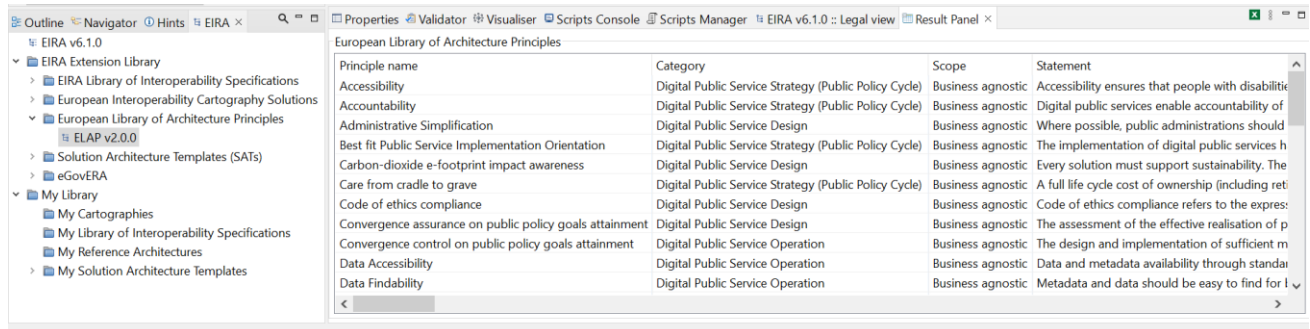 Outline Navigator Hints EIRA
EIRA v6.1.0
EIRA Extension Library
EIRA Library of Interoperability Specifications
European Interoperability Cartography Solutions
European Library of Architecture Principles
ELAP v2.0.0
Solution Architecture Templates (SATs)
eGovERA
My Library
My Cartographies
My Library of Interoperability Specifications
My Reference Architectures
My Solution Architecture Templates
Properties Validator Visualiser Scripts Console Scripts Manager EIRA v6.1.0 :: Legal view Result Panel
European Library of Architecture Principles
Principle name Category Scope Statement
Accessibility Digital Public Service Strategy (Public Policy Cycle) Business agnostic Accessibility ensures that people with disabilitie
Accountability Digital Public Service Strategy (Public Policy Cycle) Business agnostic Digital public services enable accountability of
Administrative Simplification Digital Public Service Design Business agnostic Where possible, public administrations should
Best fit Public Service Implementation Orientation Digital Public Service Strategy (Public Policy Cycle) Business agnostic The implementation of digital public services h
Carbon-dioxide e-footprint impact awareness Digital Public Service Design Business agnostic Every solution must support sustainability. The
Care from cradle to grave Digital Public Service Strategy (Public Policy Cycle) Business agnostic A full life cycle cost of ownership (including reti
Code of ethics compliance Digital Public Service Design Business agnostic Code of ethics compliance refers to the expres
Convergence assurance on public policy goals attainment Digital Public Service Design Business agnostic The assessment of the effective realisation of p
Convergence control on public policy goals attainment Digital Public Service Operation Business agnostic The design and implementation of sufficient m
Data Accessibility Digital Public Service Operation Business agnostic Data and metadata availability through standar
Data Findability Digital Public Service Operation Business agnostic Metadata and data should be easy to find for